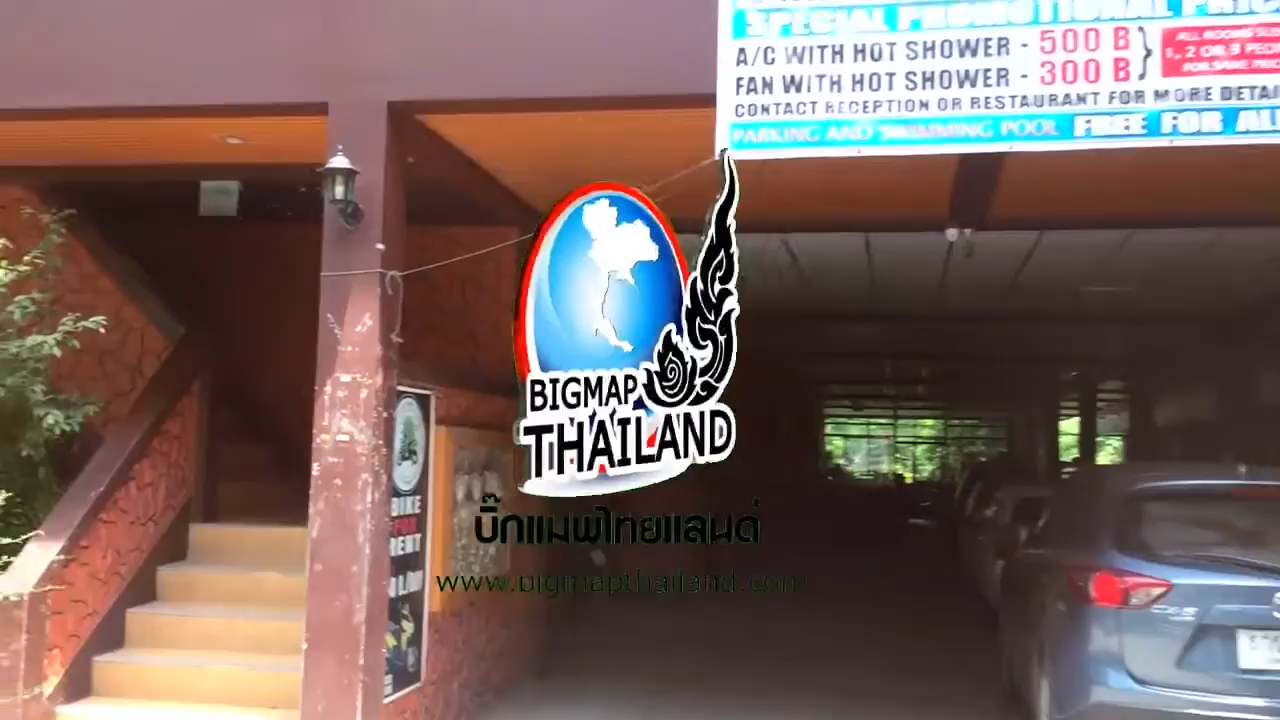 SPECIAL PROMOTIONAL PRIC
A/C WITH HOT SHOWER - 500 B
FAN WITH HOT SHOWER - 300 B
ALL ROOMS
1, 2 OR 3 PEO
FOR SAME PRIC
CONTACT RECEPTION OR RESTAURANT FOR MORE DETAI
PARKING AND SWIMMING POOL FREE FOR AL
BIGMAP
THAILAND
บิ๊กแมพไทยแลนด์
www.bigmapthailand.com
BIKE
FOR
RENT